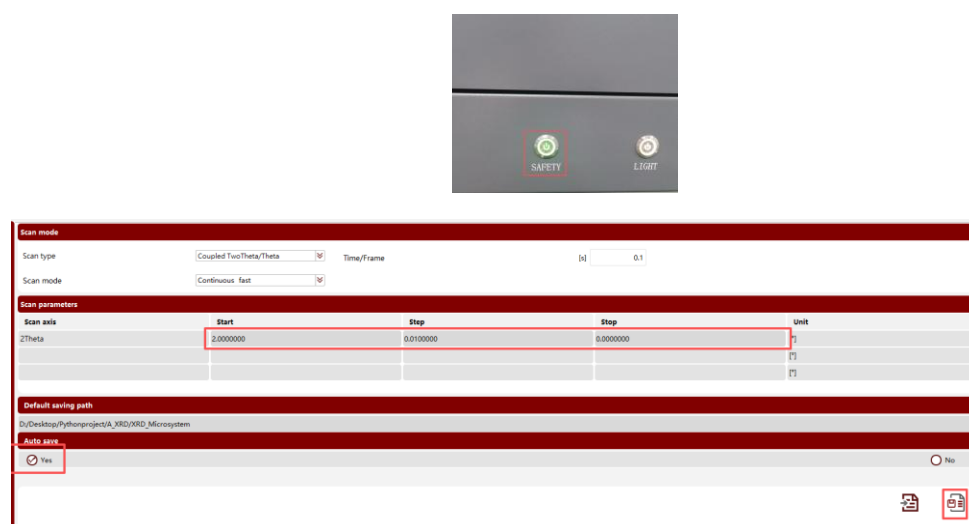 SAFETY LIGHT
Scan mode
Scan type Coupled TwoTheta/Theta Time/Frame [s] 0.1
Scan mode Continuous fast
Scan parameters
Scan axis Start Step Stop Unit
2Theta 2.0000000 0.0100000 0.0000000 [°]
[°]
[°]
Default saving path
D:/Desktop/Pythonproject/A_XRD/XRD_Microsystem
Auto save
Yes No